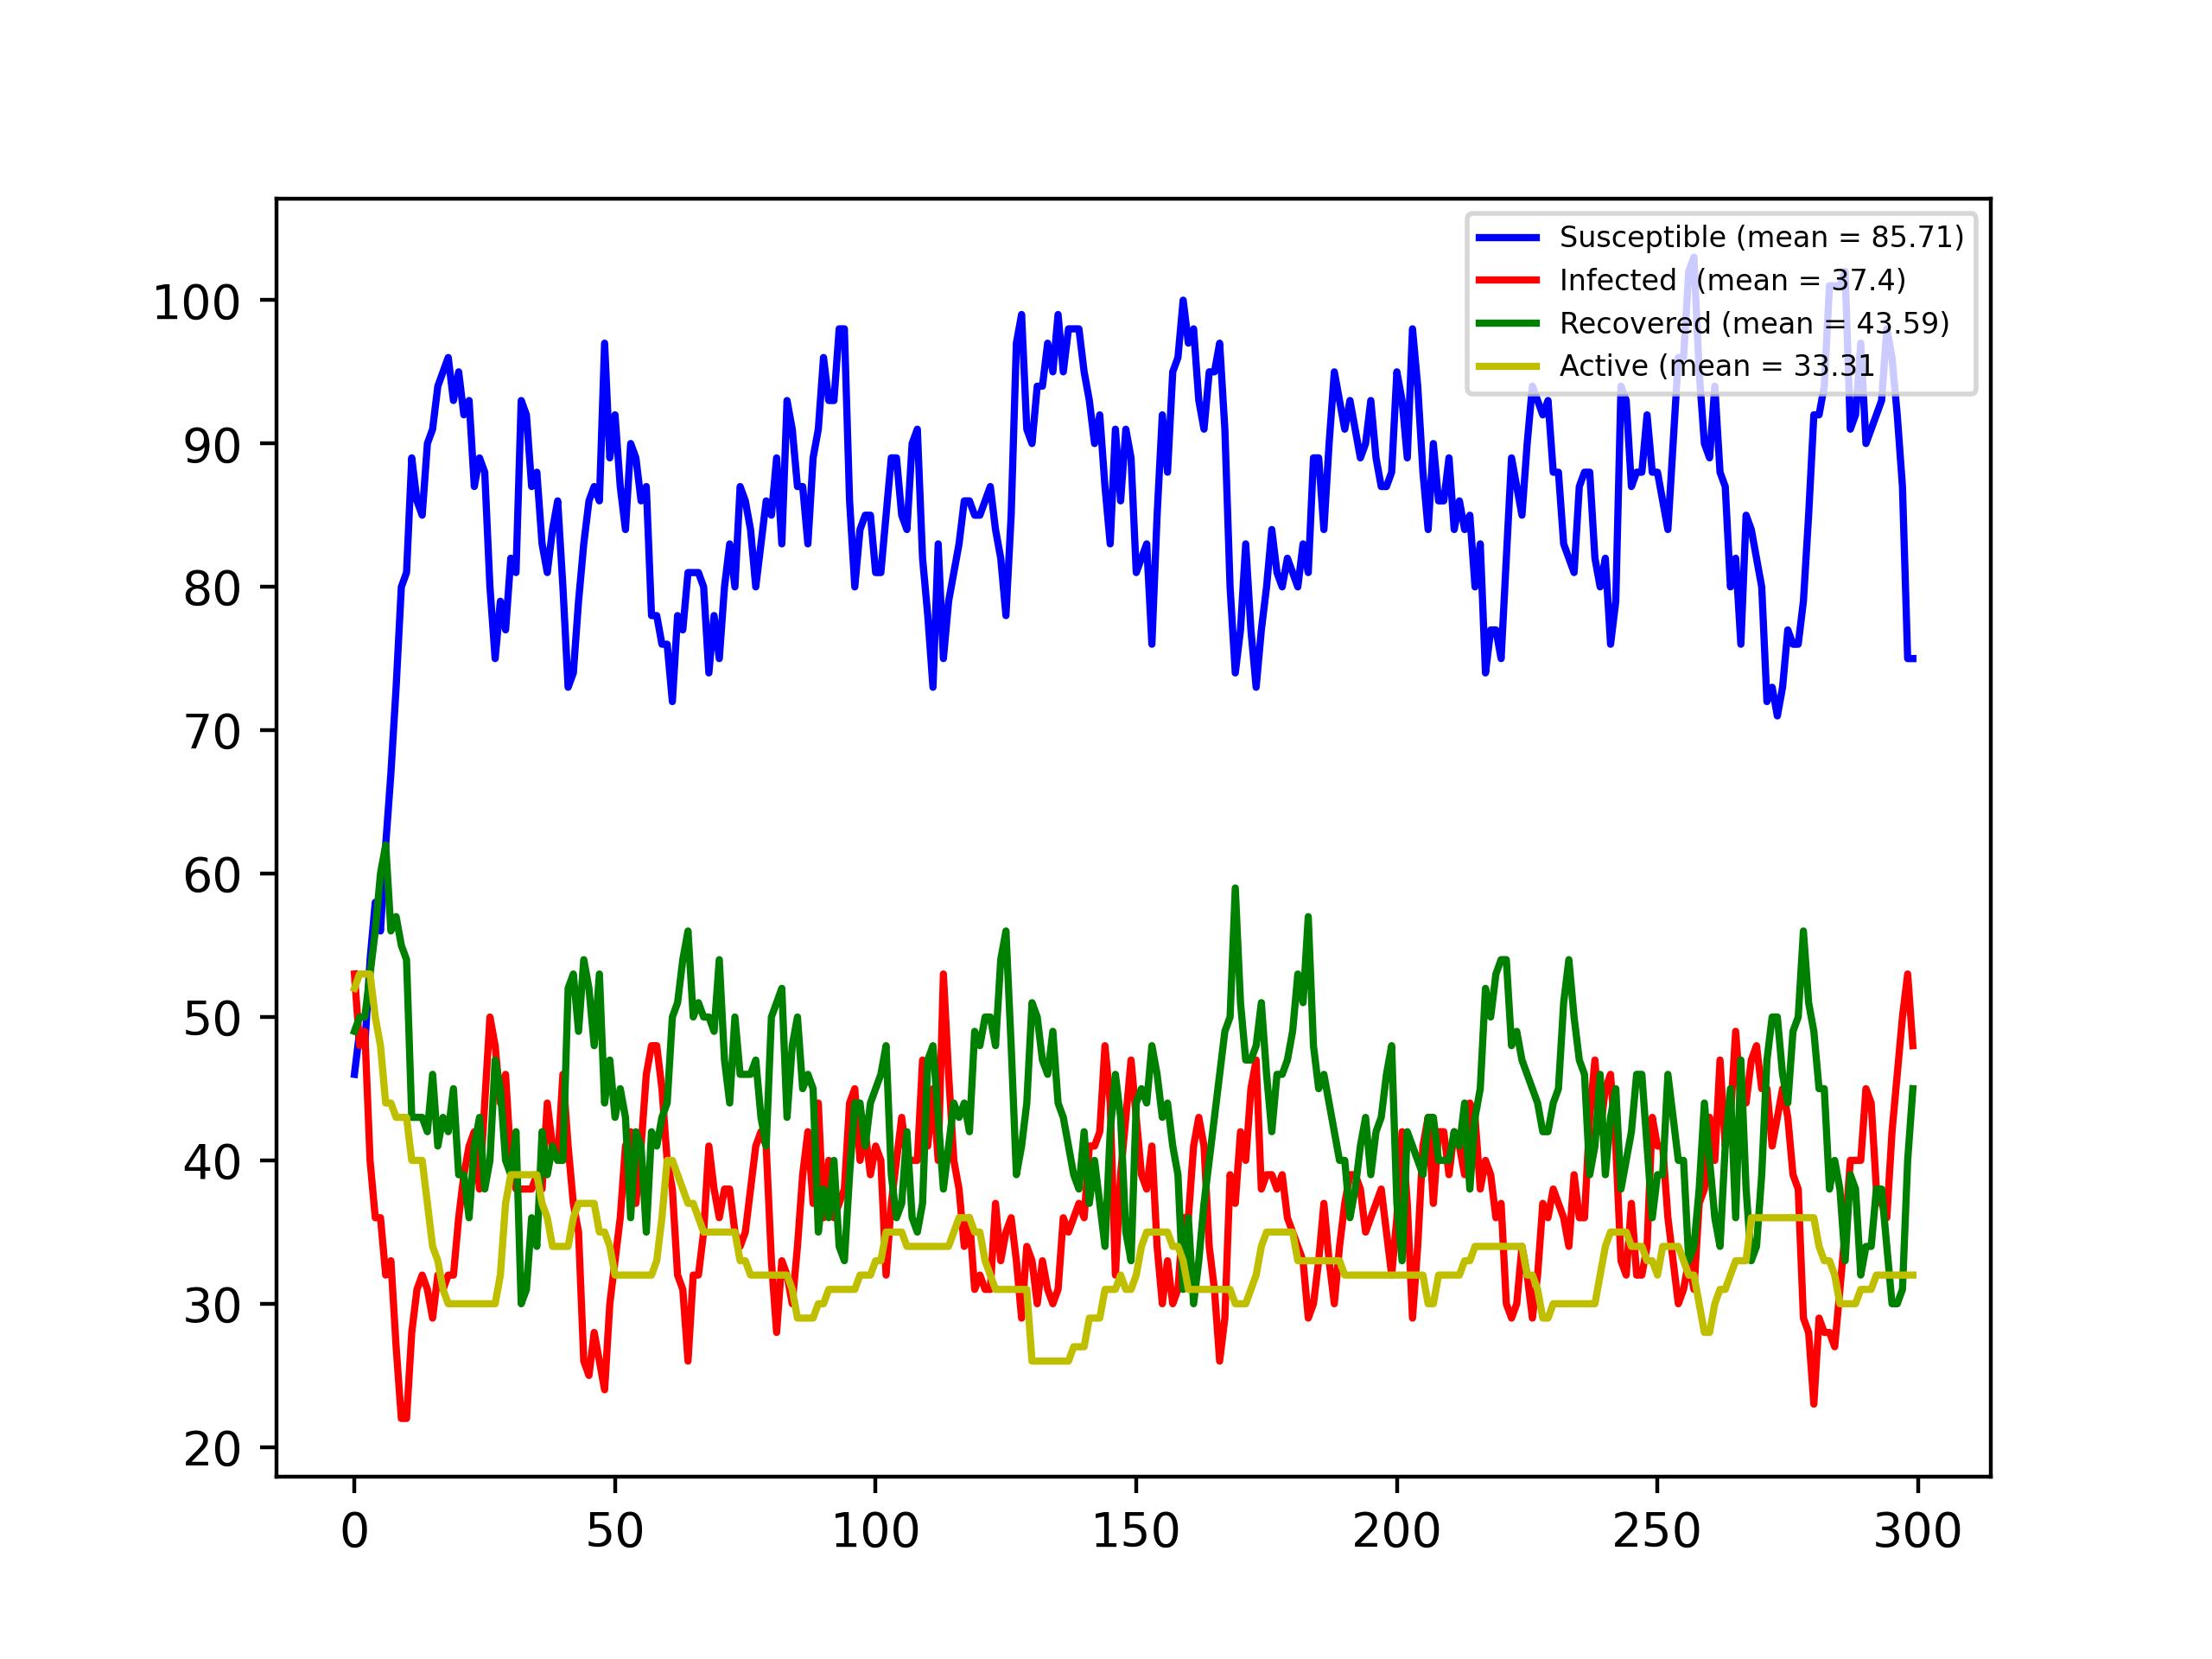 Susceptible (mean = 85.71)
Infected  (mean = 37.4)
Recovered (mean = 43.59)
Active (mean = 33.31
100
90
80
70
60
50
40
30
20
0 50 100 150 200 250 300